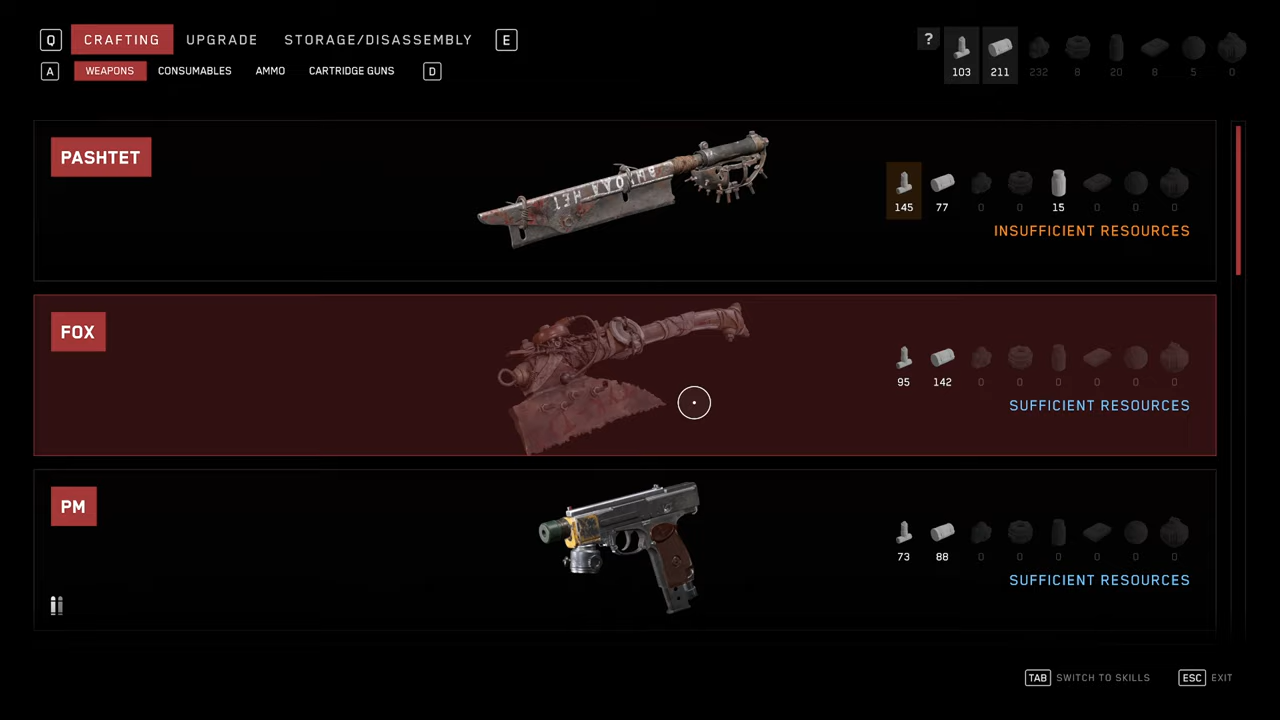 Q CRAFTING UPGRADE STORAGE/DISASSEMBLY E
?
103 211 232 8 20 8 5 0
A WEAPONS CONSUMABLES AMMO CARTRIDGE GUNS D
PASHTET
145 77 0 0 15 0 0 0
INSUFFICIENT RESOURCES
FOX
95 142 0 0 0 0 0 0
SUFFICIENT RESOURCES
PM
73 88 0 0 0 0 0 0
SUFFICIENT RESOURCES
TAB SWITCH TO SKILLS ESC EXIT